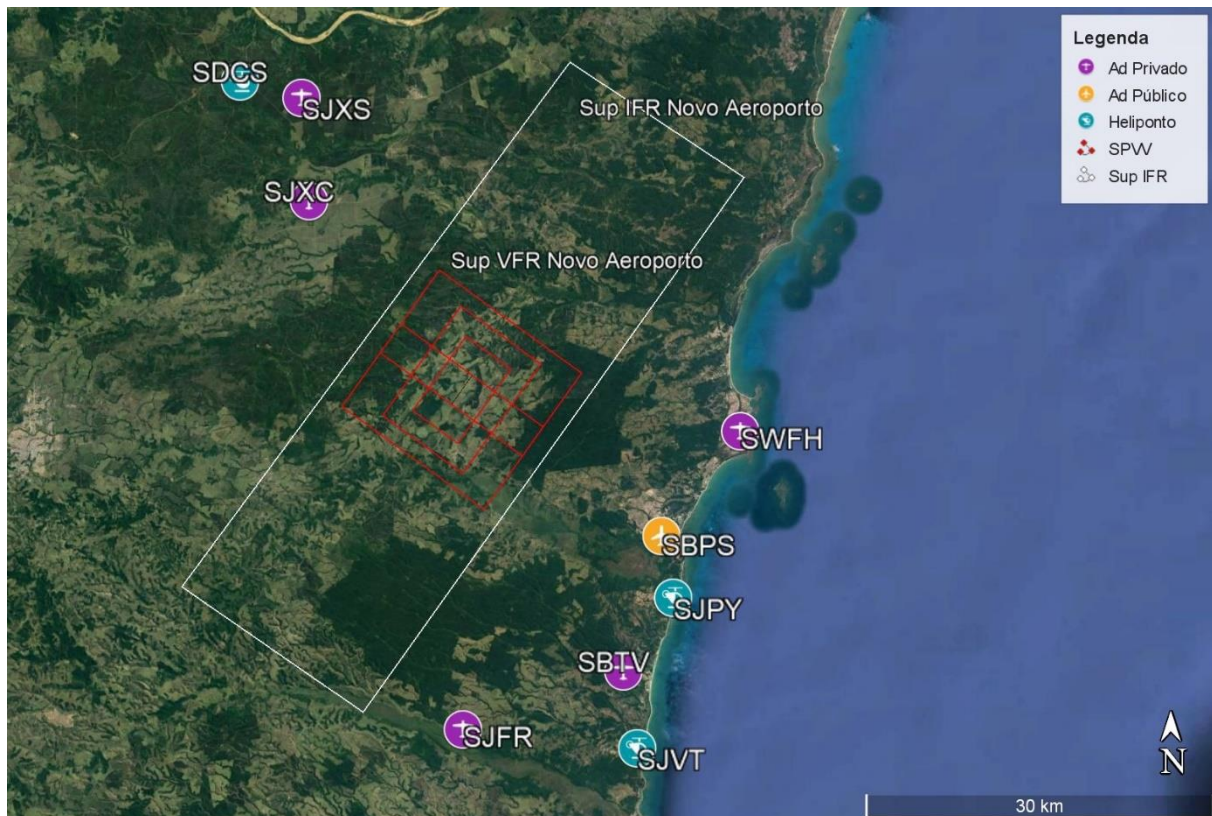 SDCS
SJXS
SJXC
Sup IFR Novo Aeroporto
Sup VFR Novo Aeroporto
SWFH
SBPS
SJPY
SBTV
SJFR
SJVT
Legenda
Ad Privado
Ad Público
Heliponto
SPVV
Sup IFR
N
30 km